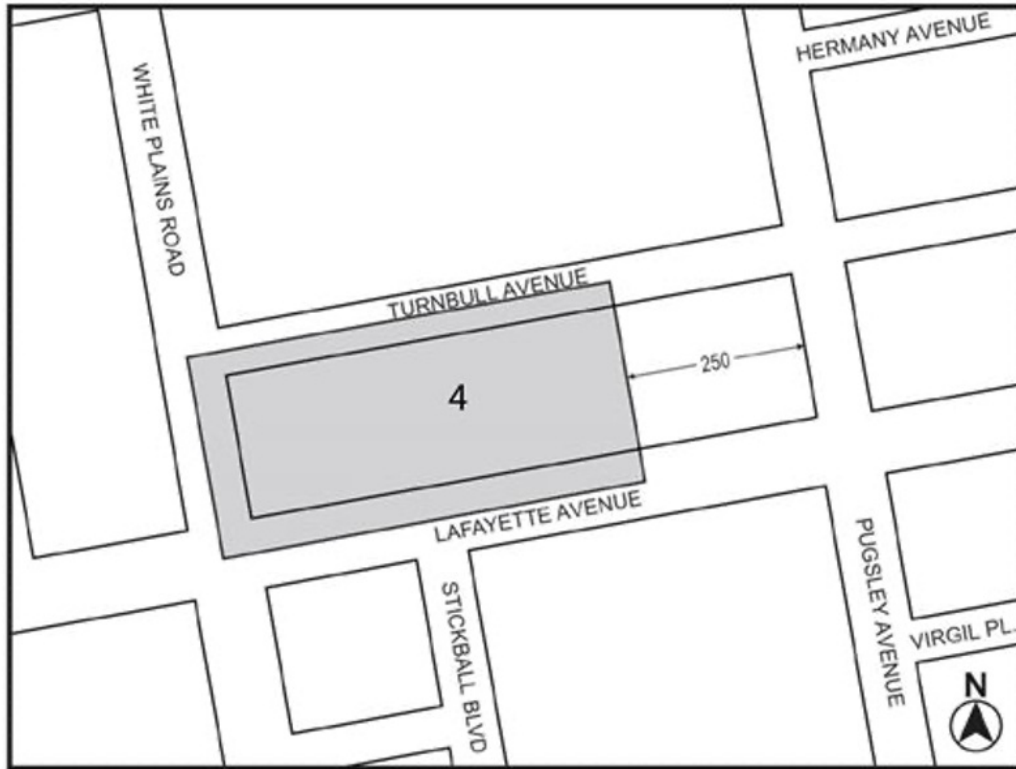 HERMANY AVENUE
WHITE PLAINS ROAD
TURNBULL AVENUE
250
4
LAFAYETTE AVENUE
STICKBALL BLVD
PUGSLEY AVENUE
VIRGIL PL.
N